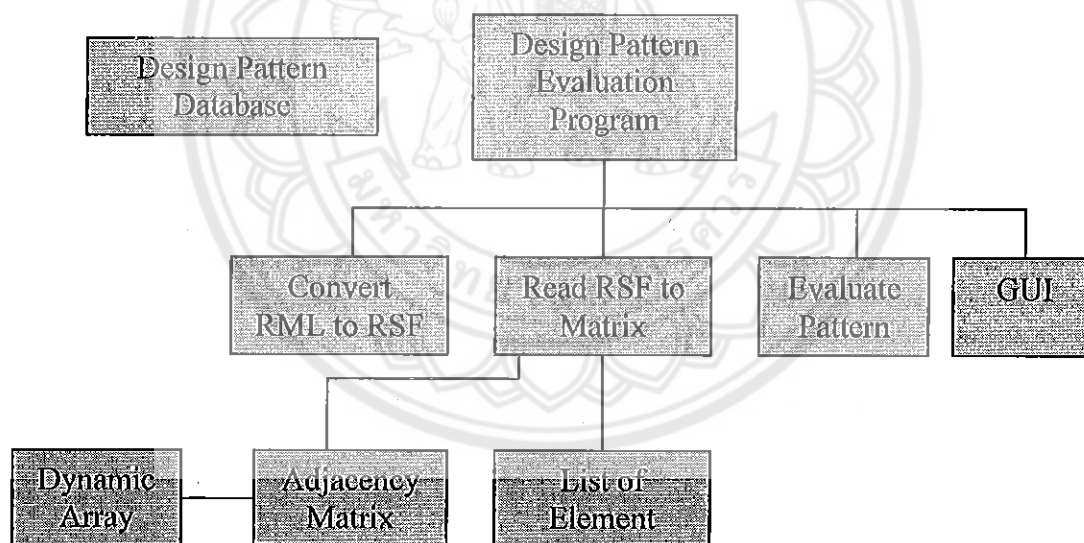 Design Pattern
Database
Design Pattern
Evaluation
Program
Convert
RML to RSF
Read RSF to
Matrix
Evaluate
Pattern
GUI
Dynamic
Array
Adjacency
Matrix
List of
Element